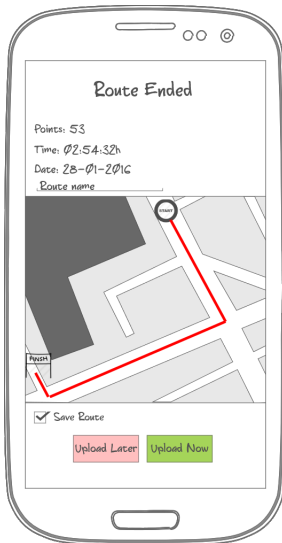 Route Ended
Points: 53
Time: 02:54:32h
Date: 28-01-2016
Route name
START
FINISH
Save Route
Upload Later
Upload Now